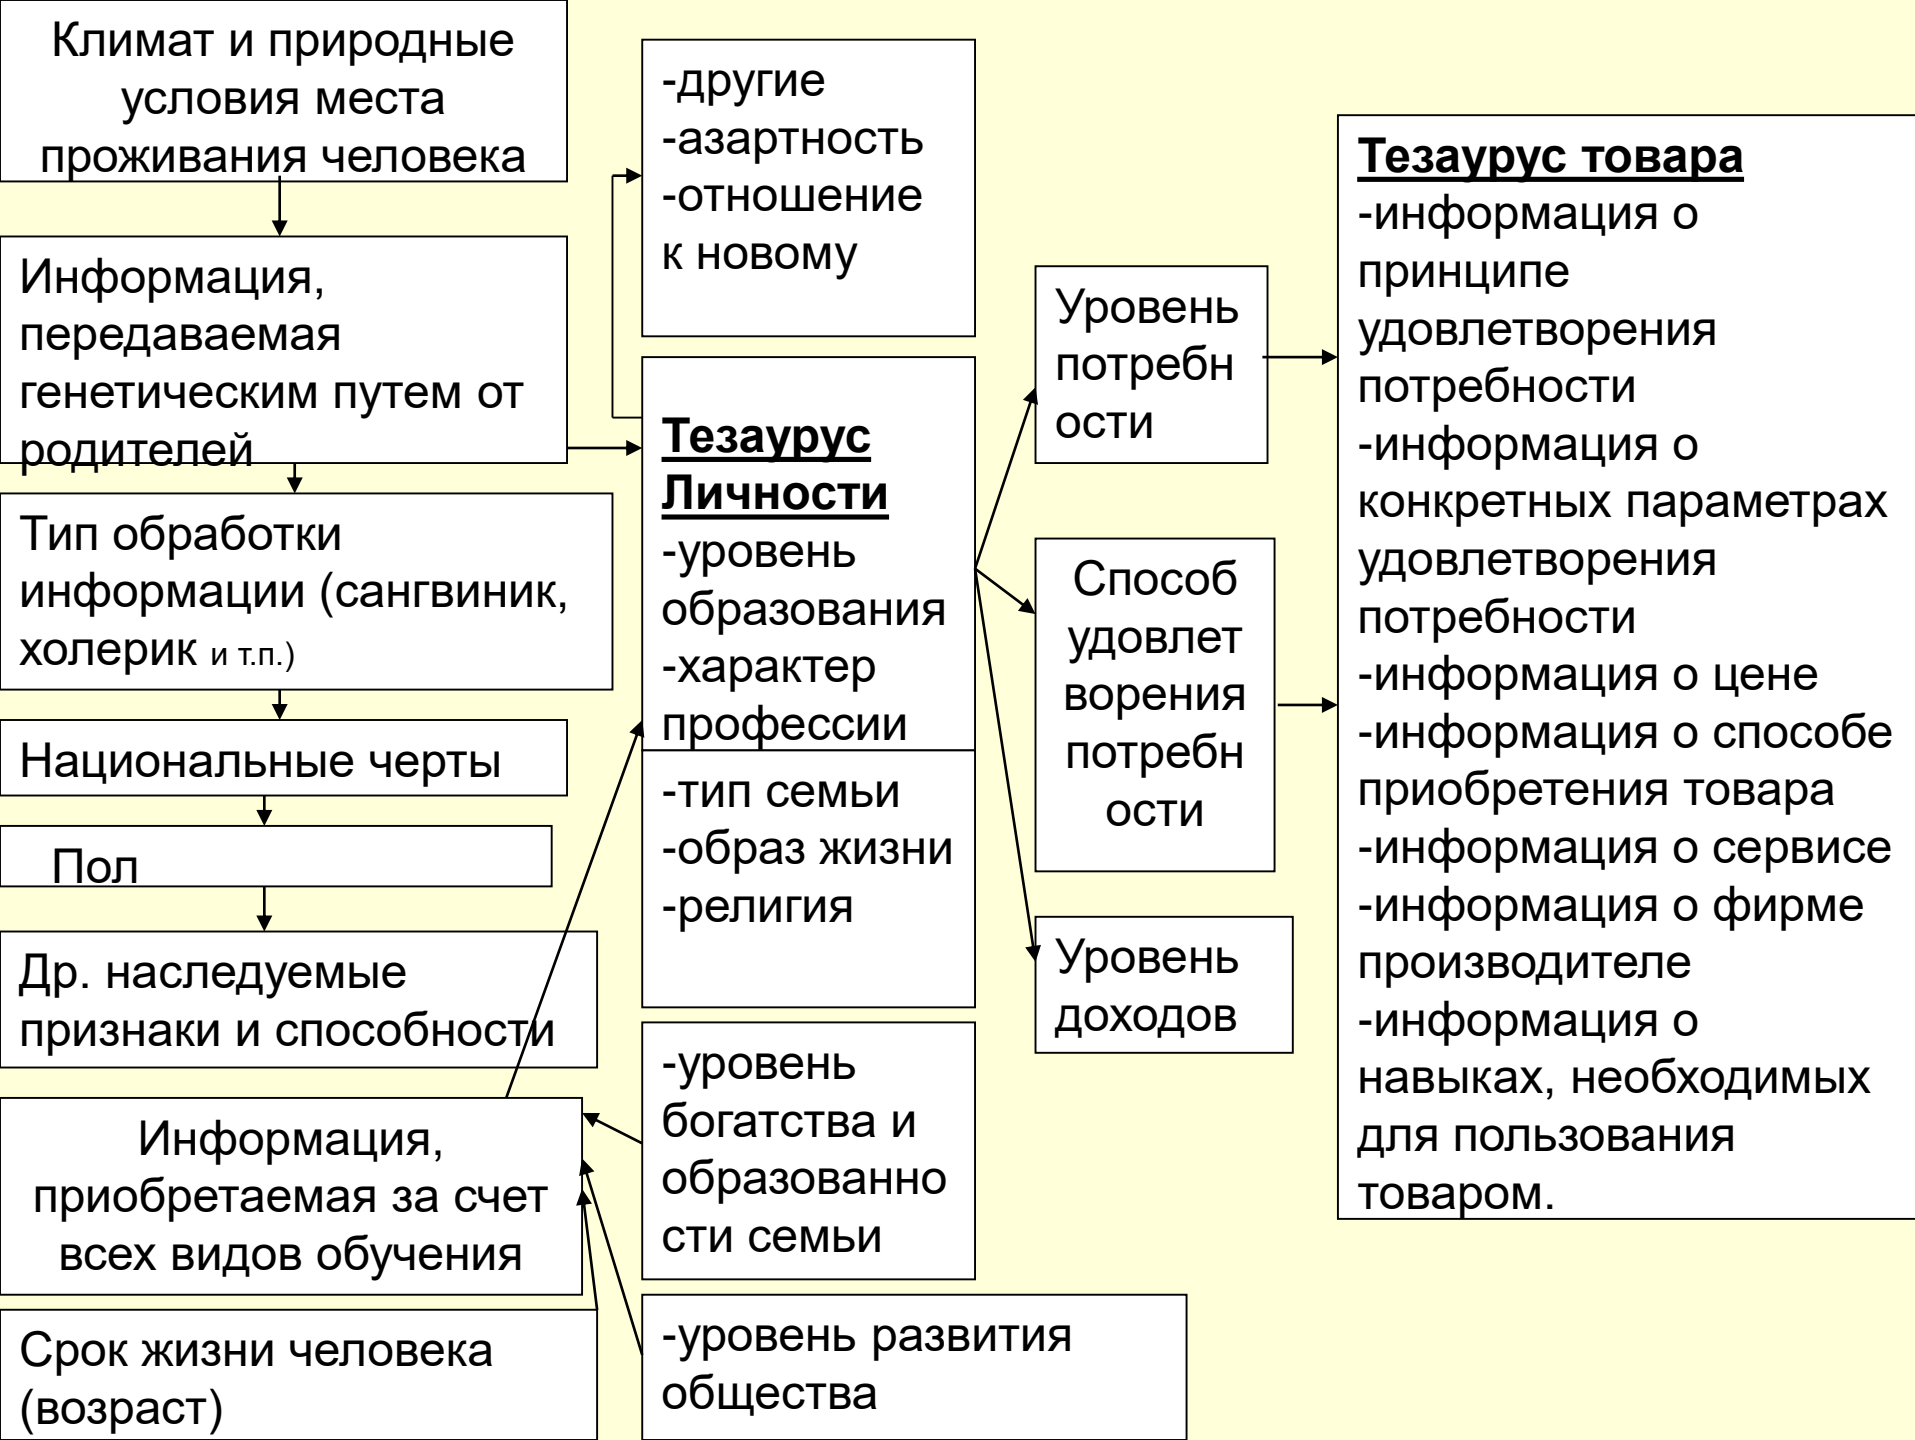 Климат и природные
условия места
проживания человека
Информация,
передаваемая
генетическим путем от
родителей
Тип обработки
информации (сангвиник,
холерик и т.п.)
Национальные черты
Пол
Др. наследуемые
признаки и способности
Информация,
приобретаемая за счет
всех видов обучения
Срок жизни человека
(возраст)
-другие
-азартность
-отношение
к новому
Тезаурус
Личности
-уровень
образования
-характер
профессии
-тип семьи
-образ жизни
-религия
-уровень
богатства и
образованно
сти семьи
-уровень развития
общества
Уровень
потребн
ости
Способ
удовлет
ворения
потребн
ости
Уровень
доходов
Тезаурус товара
-информация о
принципе
удовлетворения
потребности
-информация о
конкретных параметрах
удовлетворения
потребности
-информация о цене
-информация о способе
приобретения товара
-информация о сервисе
-информация о фирме
производителе
-информация о
навыках, необходимых
для пользования
товаром.